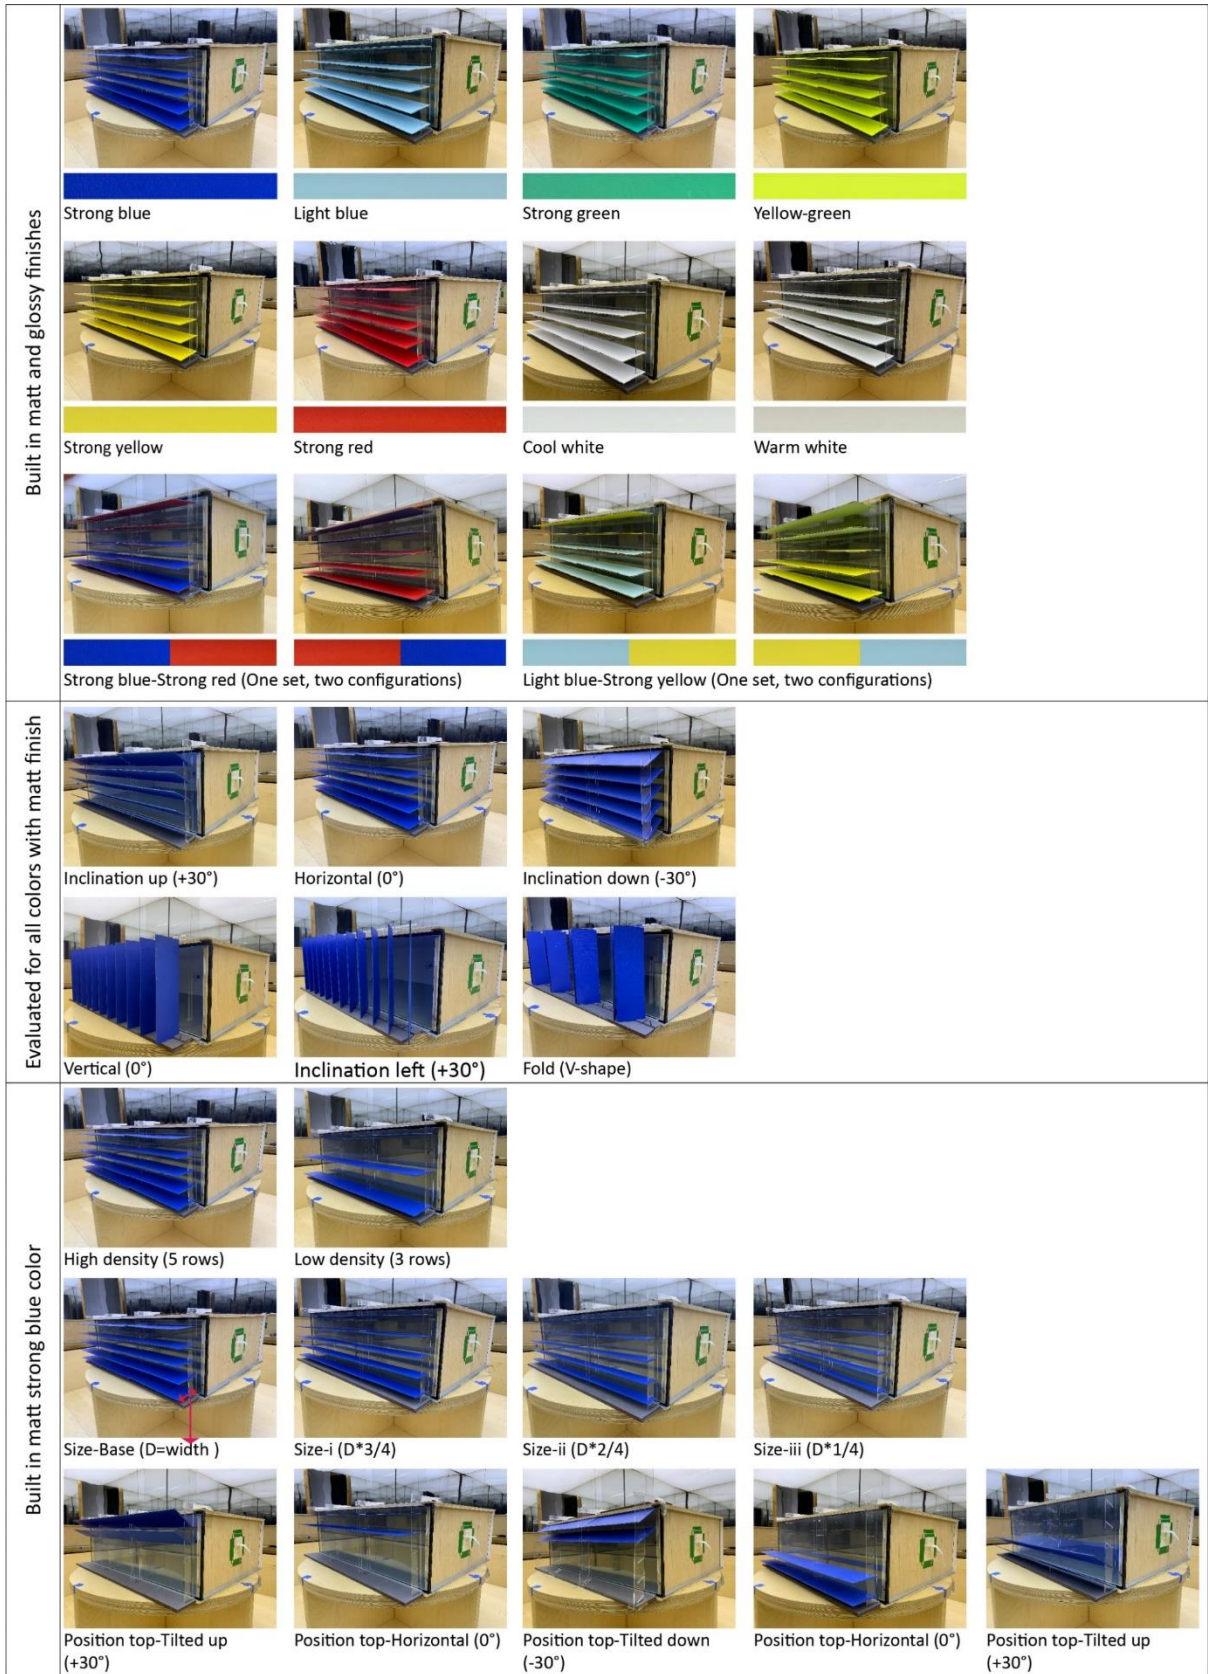 Built in matt and glossy finishes
Strong blue
Light blue
Strong green
Yellow-green
Strong yellow
Strong red
Cool white
Warm white
Strong blue-Strong red (One set, two configurations)
Light blue-Strong yellow (One set, two configurations)
Evaluated for all colors with matt finish
Inclination up (+30°)
Horizontal (0°)
Inclination down (-30°)
Vertical (0°)
Inclination left (+30°)
Fold (V-shape)
Built in matt strong blue color
High density (5 rows)
Low density (3 rows)
Size-Base (D=width )
Size-i (D*3/4)
Size-ii (D*2/4)
Size-iii (D*1/4)
Position top-Tilted up
(+30°)
Position top-Horizontal (0°)
Position top-Tilted down
(-30°)
Position top-Horizontal (0°)
Position top-Tilted up
(+30°)